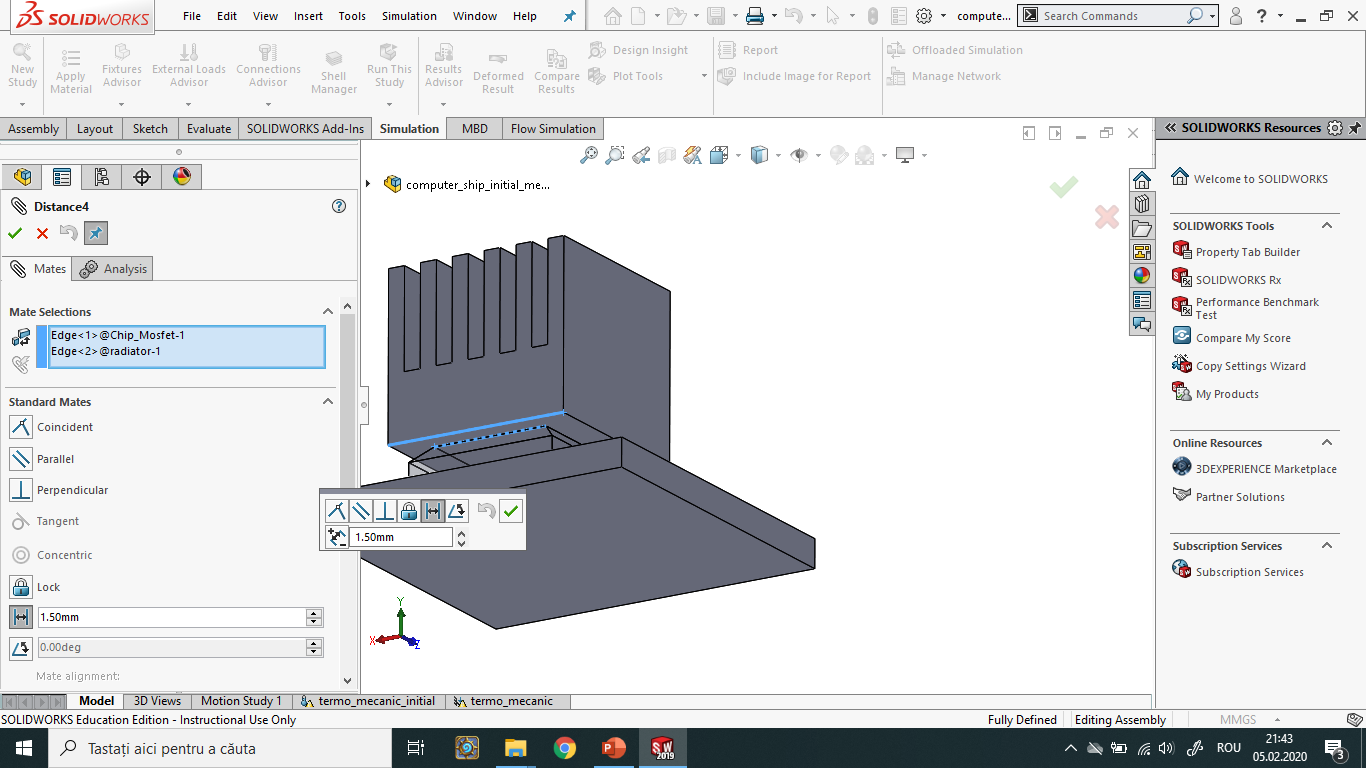 SOLIDWORKS
File Edit View Insert Tools Simulation Window Help
compute...
Search Commands
?
New Study
Apply Material
Fixtures Advisor
External Loads Advisor
Connections Advisor
Shell Manager
Run This Study
Results Advisor
Deformed Result
Compare Results
Design Insight
Plot Tools
Report
Include Image for Report
Offloaded Simulation
Manage Network
Assembly Layout Sketch Evaluate SOLIDWORKS Add-Ins Simulation MBD Flow Simulation
Distance4
?
Mates Analysis
Mate Selections
Edge<1>@Chip_Mosfet-1
Edge<2>@radiator-1
Standard Mates
Coincident
Parallel
Perpendicular
Tangent
Concentric
Lock
1.50mm
0.00deg
Mate alignment:
computer_ship_initial_me...
1.50mm
Y
X
Z
SOLIDWORKS Resources
Welcome to SOLIDWORKS
SOLIDWORKS Tools
Property Tab Builder
SOLIDWORKS Rx
Performance Benchmark
Test
Compare My Score
Copy Settings Wizard
My Products
Online Resources
3DEXPERIENCE Marketplace
Partner Solutions
Subscription Services
Subscription Services
Model 3D Views Motion Study 1 termo_mecanic_initial termo_mecanic
SOLIDWORKS Education Edition - Instructional Use Only
Fully Defined Editing Assembly MMGS
Tastați aici pentru a căuta
SW
2019
ROU
21:43
05.02.2020
3